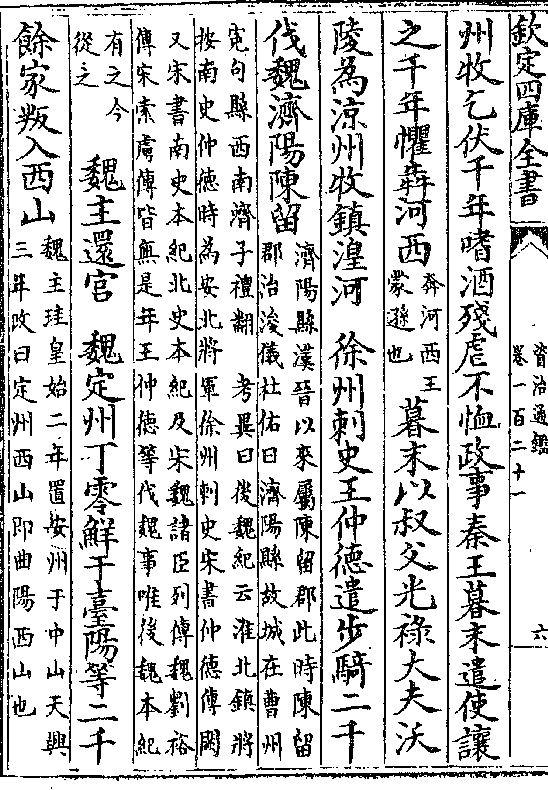 欽定四庫全書
資治通鑑
卷一百二十一
六
州牧乞伏千年嗜酒殘虐不恤政事秦王暮末遣使讓
之千年懼犇河西
奔河西王
蒙遜也
暮末以叔父光禄大夫沃
陵為涼州牧鎮湟河　徐州刺史王仲德遣步騎二千
伐魏濟陽陳留
濟陽縣漢晉以來屬陳留郡此時陳留
郡治浚儀杜佑曰濟陽縣故城在曹州
寃句縣西南濟子禮翻　考異曰後魏紀云淮北鎮將
按南史仲德時為安北將軍徐州刺史宋書仲德傳闕
又宋書南史本紀北史本紀及宋魏諸臣列傳魏劉裕
傳宋索虜傳皆無是年王仲德等伐魏事唯後魏本紀
有之今
從之
魏主還宫　魏定州丁零鮮于臺陽等二千
餘家叛入西山
魏主珪皇始二年置安州于中山天興
三年改曰定州西山即曲陽西山也